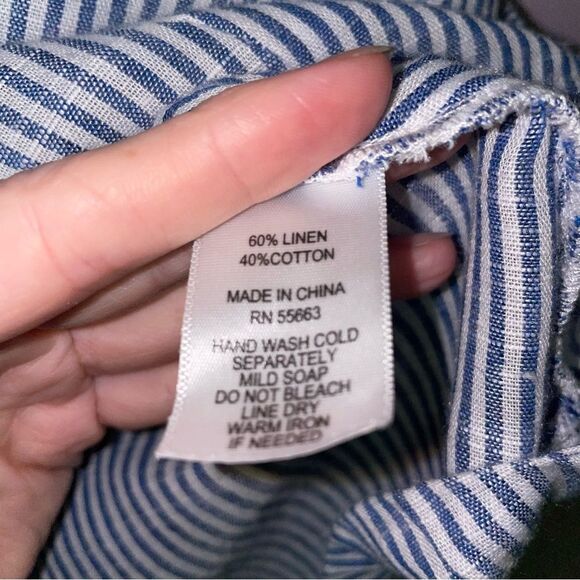 60% LINEN
40%COTTON
MADE IN CHINA
RN 55663
HAND WASH COLD
SEPARATELY
MILD SOAP
DO NOT BLEACH
LINE DRY
WARM IRON
IF NEEDED